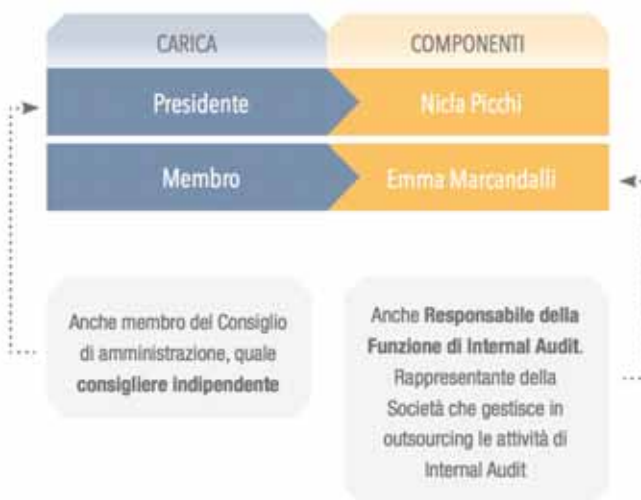 CARICA COMPONENTI
Presidente Nicla Picchi
Membro Emma Marcandalli
Anche membro del Consiglio
di amministrazione, quale
consigliere indipendente
Anche Responsabile della
Funzione di Internal Audit.
Rappresentante della
Società che gestisce in
outsourcing le attività di
Internal Audit